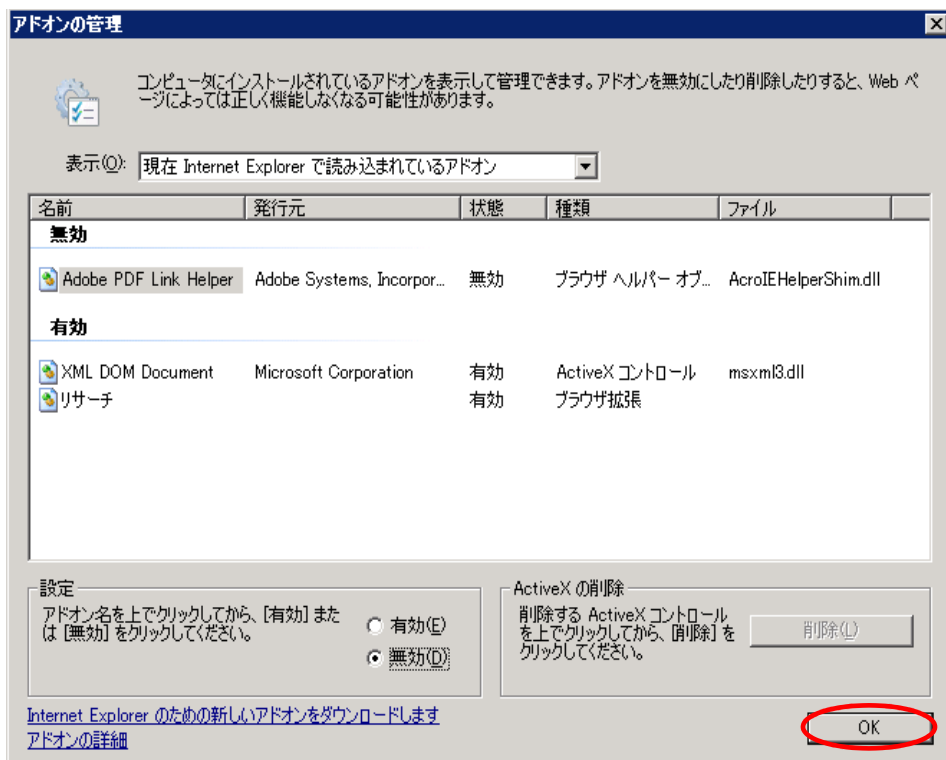 アドオンの管理
コンピュータにインストールされているアドオンを表示して管理できます。アドオンを無効にしたり削除したりすると、Web ペ
ージによっては正しく機能しなくなる可能性があります。
表示(O): 現在 Internet Explorer で読み込まれているアドオン
名前 発行元 状態 種類 ファイル
無効
Adobe PDF Link Helper Adobe Systems, Incorpor... 無効 ブラウザ ヘルパー オブ... AcroIEHelperShim.dll
有効
XML DOM Document Microsoft Corporation 有効 ActiveX コントロール msxml3.dll
リサーチ 有効 ブラウザ拡張
設定
アドオン名を上でクリックしてから、[有効] また
は [無効] をクリックしてください。
有効(E)
無効(D)
ActiveX の削除
削除する ActiveX コントロール
を上でクリックしてから、[削除] を
クリックしてください。
削除(L)
Internet Explorer のための新しいアドオンをダウンロードします
アドオンの詳細
OK